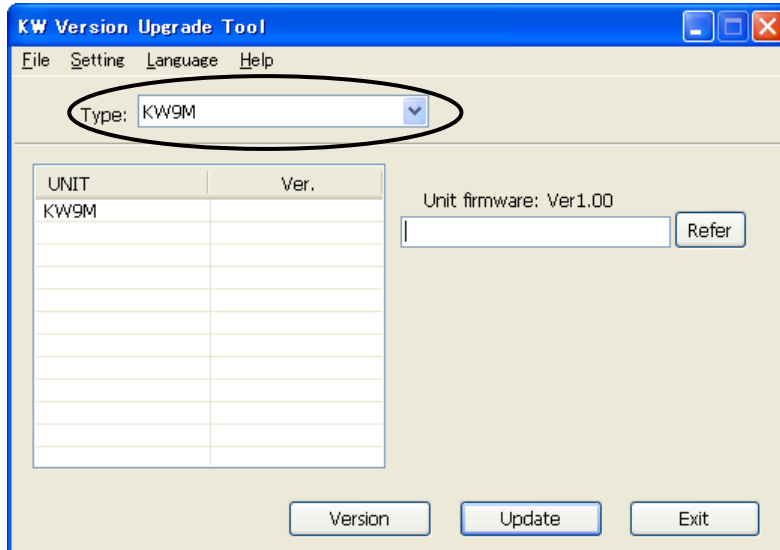 KW Version Upgrade Tool
File Setting Language Help
Type: KW9M
UNIT Ver.
KW9M
Unit firmware: Ver1.00
Refer
Version Update Exit